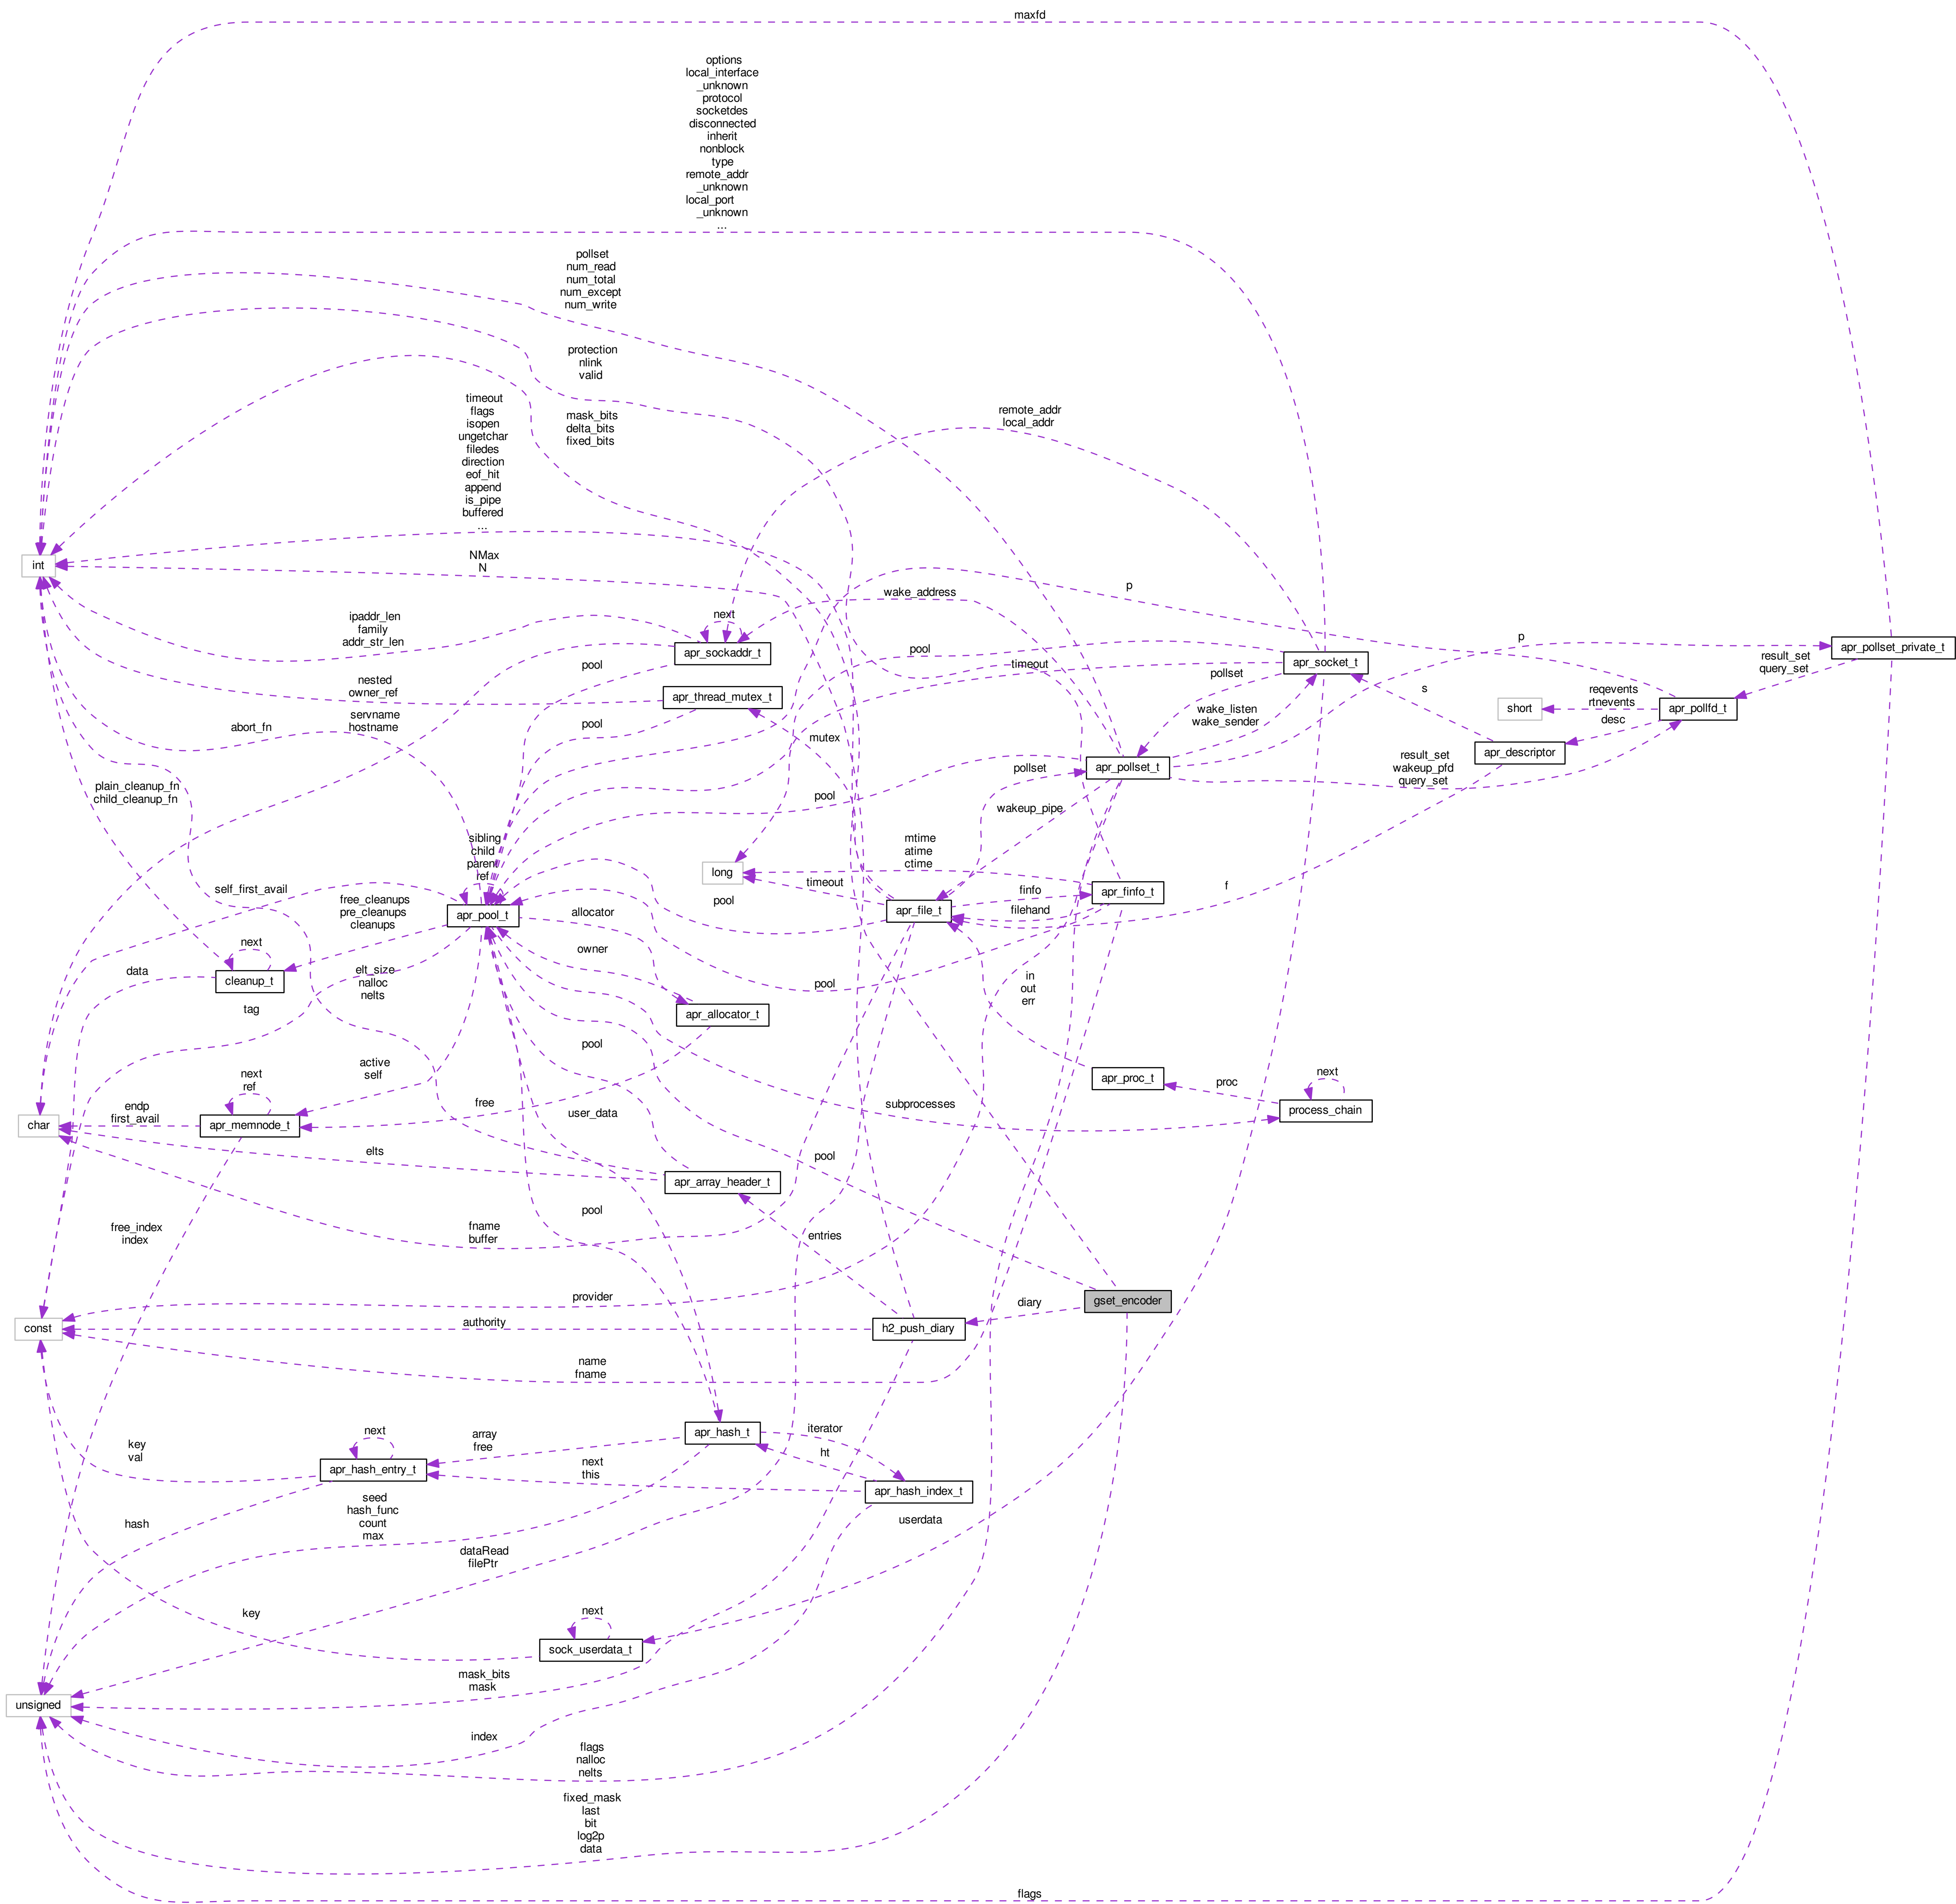 maxfd
options
local_interface
_unknown
protocol
socketdes
disconnected
inherit
nonblock
type
remote_addr
_unknown
local_port
_unknown
...
pollset
num_read
num_total
num_except
num_write
protection
nlink
valid
mask_bits
delta_bits
fixed_bits
timeout
flags
isopen
ungetchar
filedes
direction
eof_hit
append
is_pipe
buffered
...
remote_addr
local_addr
NMax
N
int
p
wake_address
ipaddr_len
family
addr_str_len
next
apr_sockaddr_t
pool
pool
timeout
apr_socket_t
p
apr_pollset_private_t
result_set
query_set
nested
owner_ref
apr_thread_mutex_t
pollset
s
reqevents
rtnevents
short
apr_pollfd_t
desc
servname
hostname
abort_fn
pool
mutex
wake_listen
wake_sender
apr_descriptor
apr_pollset_t
result_set
wakeup_pfd
query_set
plain_cleanup_fn
child_cleanup_fn
pool
pollset
wakeup_pipe
sibling
child
parent
ref
mtime
atime
ctime
long
timeout
finfo
apr_finfo_t
filehand
f
self_first_avail
free_cleanups
pre_cleanups
cleanups
apr_pool_t
allocator
pool
apr_file_t
next
cleanup_t
data
owner
elt_size
nalloc
nelts
tag
pool
in
out
err
apr_allocator_t
pool
active
self
next
ref
apr_proc_t
proc
next
process_chain
char
endp
first_avail
apr_memnode_t
free
user_data
subprocesses
elts
apr_array_header_t
pool
free_index
index
fname
buffer
pool
entries
provider
diary
gset_encoder
const
authority
h2_push_diary
name
fname
key
val
next
apr_hash_entry_t
array
free
apr_hash_t
iterator
ht
next
this
apr_hash_index_t
seed
hash_func
count
max
hash
userdata
dataRead
filePtr
key
next
sock_userdata_t
unsigned
mask_bits
mask
index
flags
nalloc
nelts
fixed_mask
last
bit
log2p
data
flags